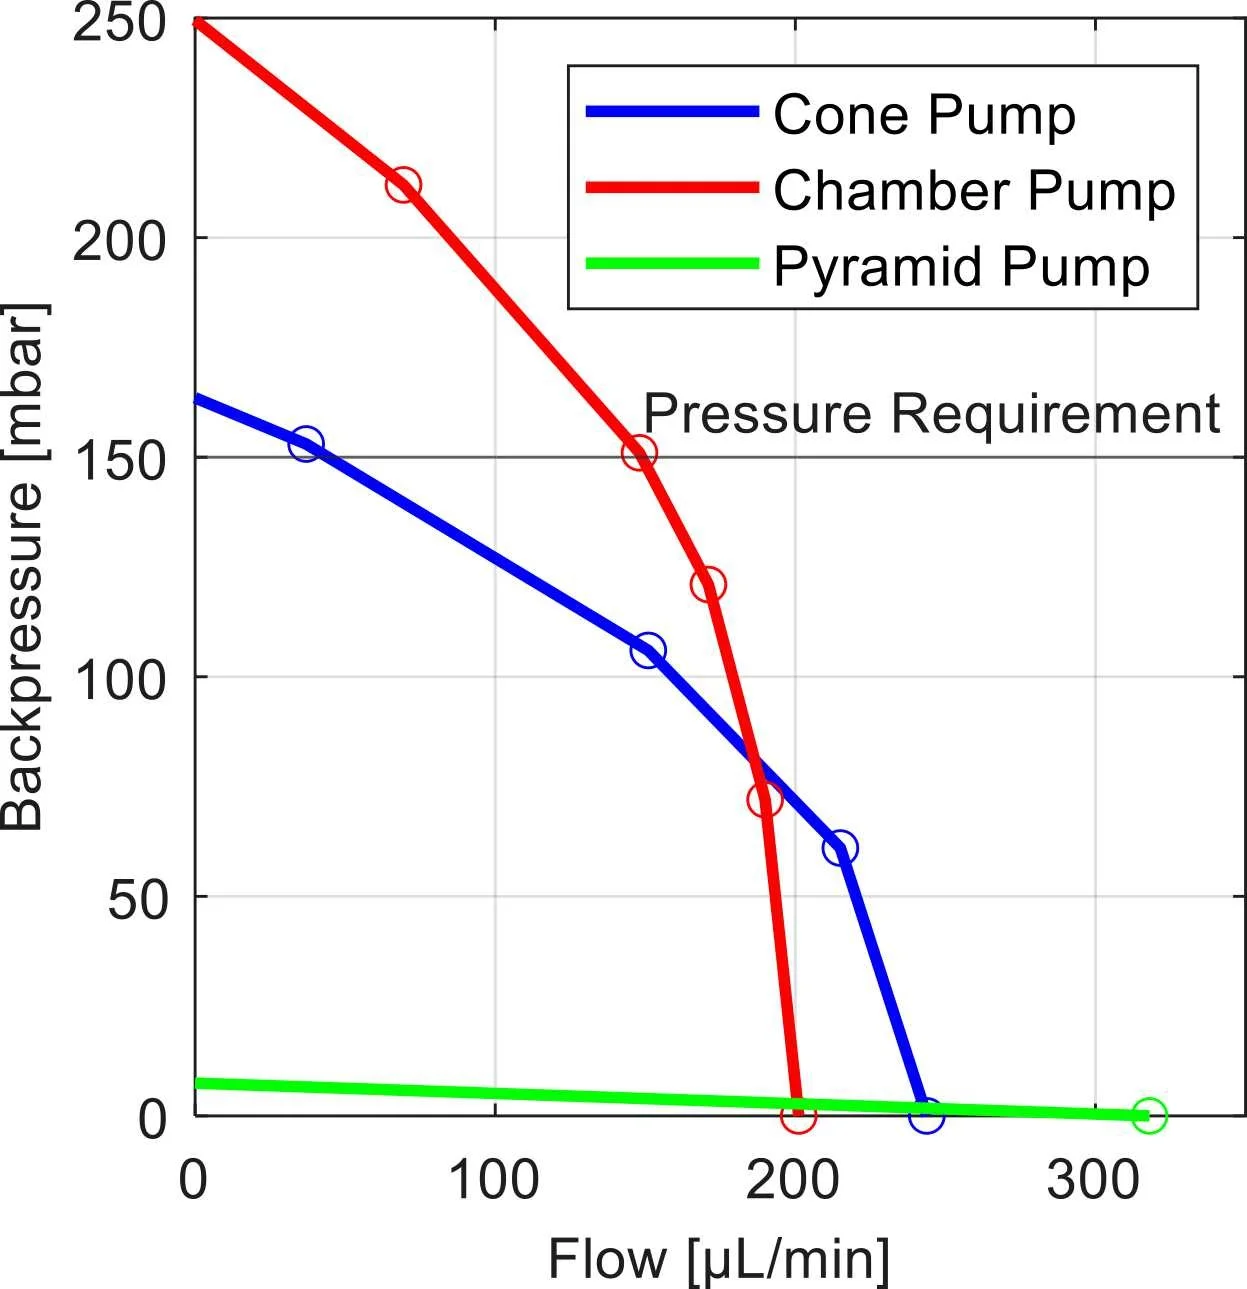 250
200
150
100
50
0
Backpressure [mbar]
Cone Pump
Chamber Pump
Pyramid Pump
Pressure Requirement
0 100 200 300
Flow [µL/min]